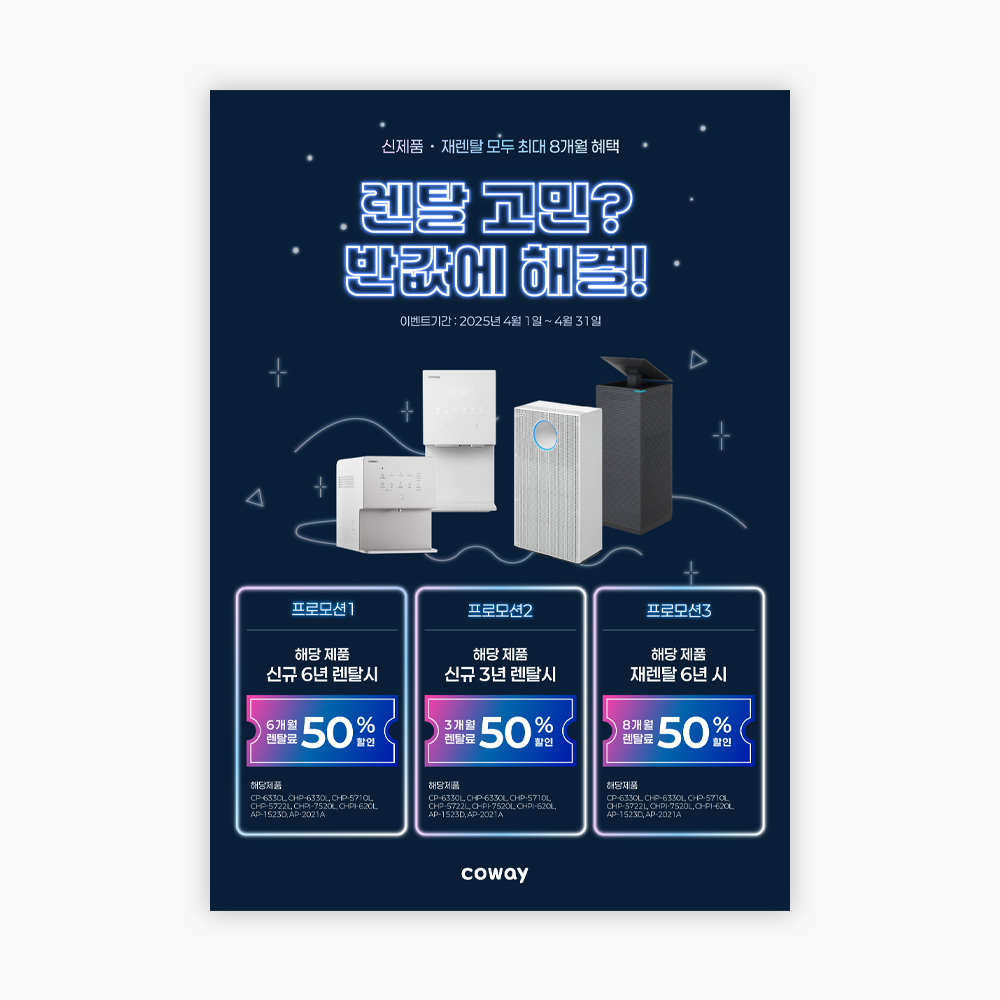 신제품 · 재렌탈 모두 최대 8개월 혜택
렌탈 고민?
반값에 해결!
이벤트기간 : 2025년 4월 1일 ~ 4월 31일
프로모션1
해당 제품
신규 6년 렌탈시
6개월
렌탈료
50%
할인
해당제품
CP-6330L, CHP-6330L, CHP-5710L,
CHP-5722L, CHPI-7520L, CHPI-620L,
AP-1523D, AP-2021A
프로모션2
해당 제품
신규 3년 렌탈시
3개월
렌탈료
50%
할인
해당제품
CP-6330L, CHP-6330L, CHP-5710L,
CHP-5722L, CHPI-7520L, CHPI-620L,
AP-1523D, AP-2021A
프로모션3
해당 제품
재렌탈 6년 시
8개월
렌탈료
50%
할인
해당제품
CP-6330L, CHP-6330L, CHP-5710L,
CHP-5722L, CHPI-7520L, CHPI-620L,
AP-1523D, AP-2021A
coway